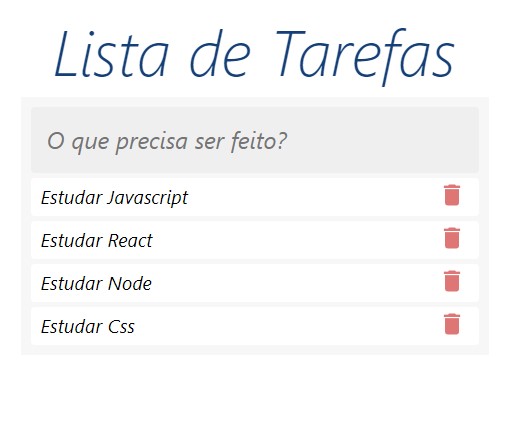 Lista de Tarefas
O que precisa ser feito?
Estudar Javascript
Estudar React
Estudar Node
Estudar Css